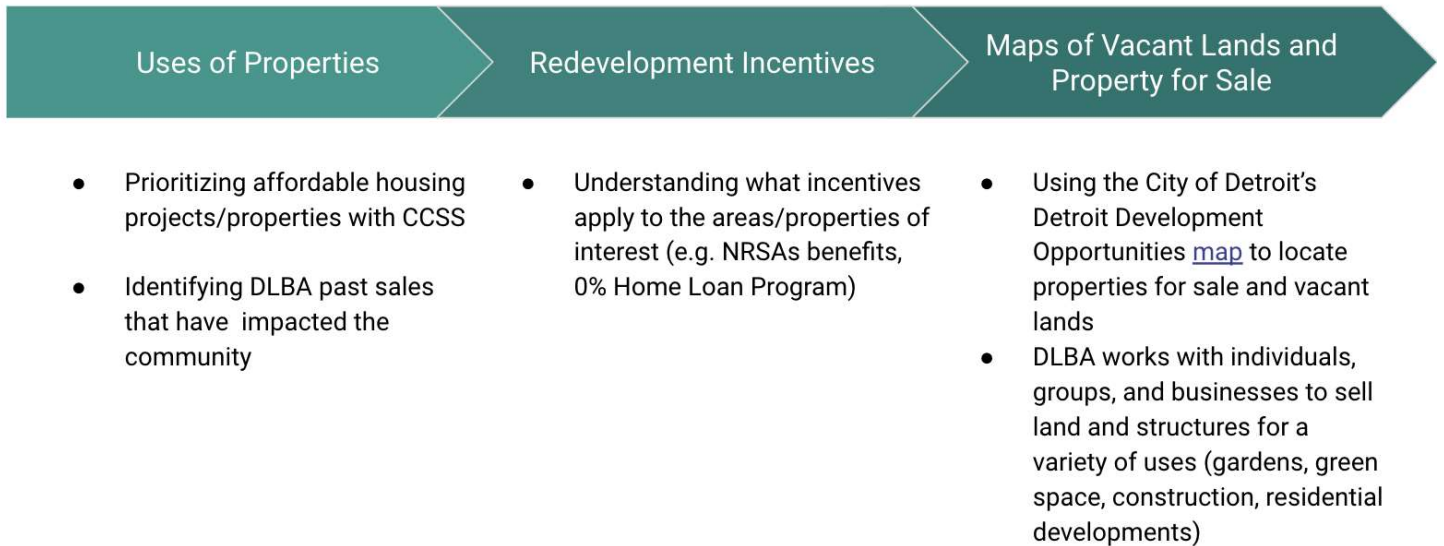 Uses of Properties
Redevelopment Incentives
Maps of Vacant Lands and
Property for Sale
● Prioritizing affordable housing
projects/properties with CCSS
● Identifying DLBA past sales
that have  impacted the
community
● Understanding what incentives
apply to the areas/properties of
interest (e.g. NRSAs benefits,
0% Home Loan Program)
● Using the City of Detroit’s
Detroit Development
Opportunities map to locate
properties for sale and vacant
lands
● DLBA works with individuals,
groups, and businesses to sell
land and structures for a
variety of uses (gardens, green
space, construction, residential
developments)